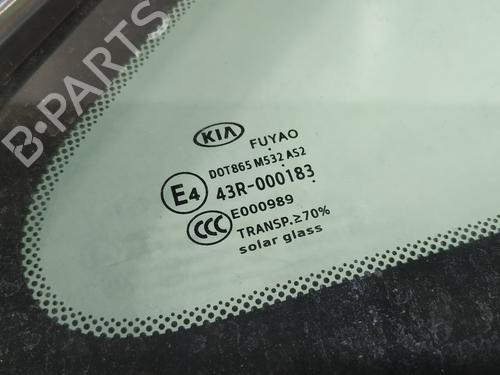 B·PARTS
KIA FUYAO
DOT865 M532 AS2
E4 43R-000183
CCC E000989
TRANSP.≥70%
solar glass